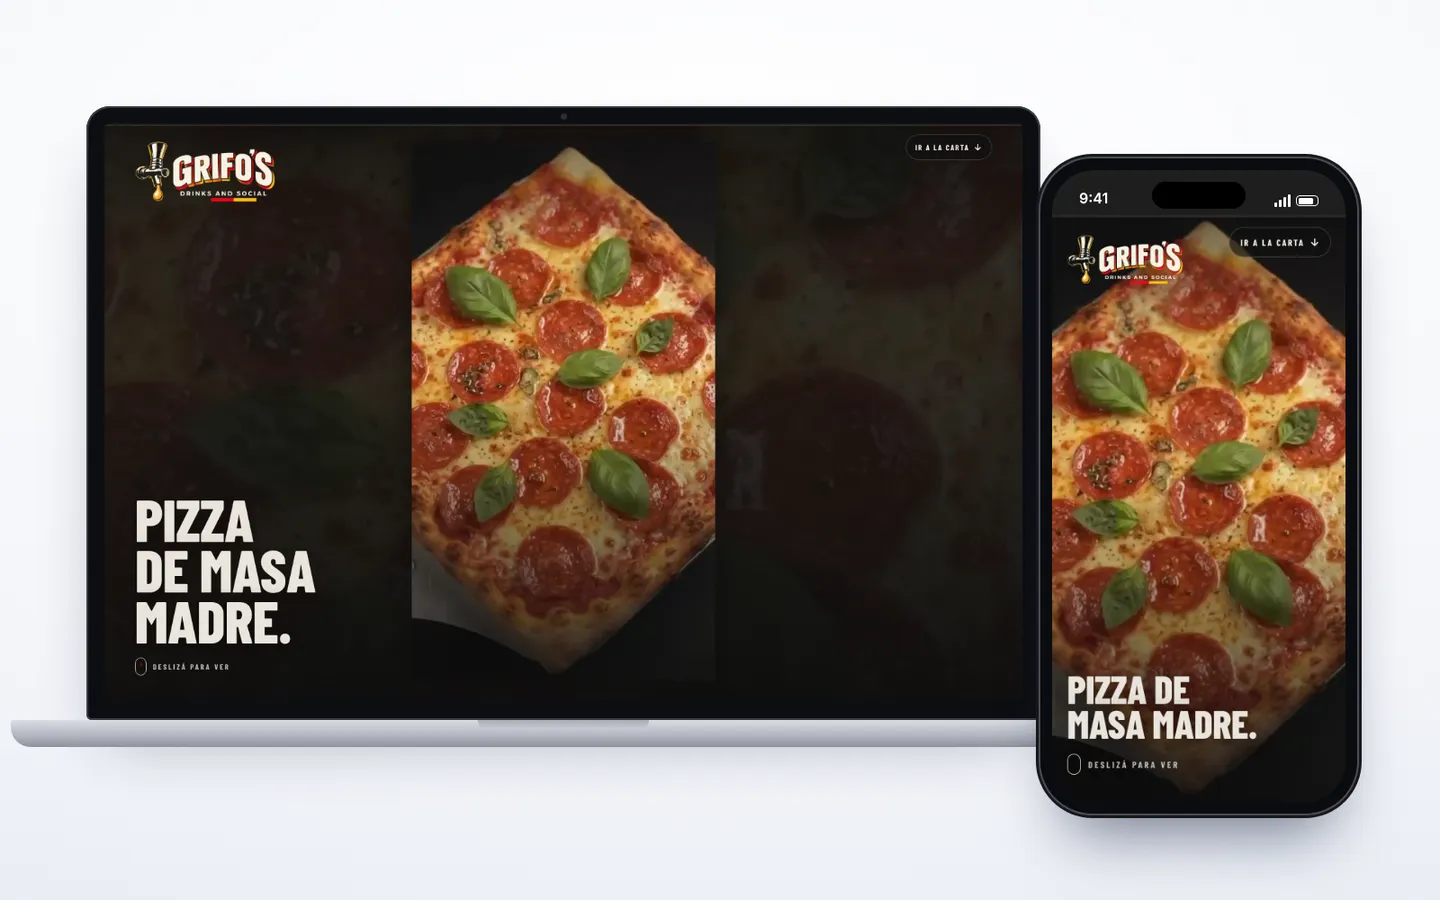 GRIFO'S
DRINKS AND SOCIAL
IR A LA CARTA
PIZZA
DE MASA
MADRE.
DESLIZÁ PARA VER
9:41
GRIFO'S
DRINKS AND SOCIAL
IR A LA CARTA
PIZZA DE
MASA MADRE.
DESLIZÁ PARA VER